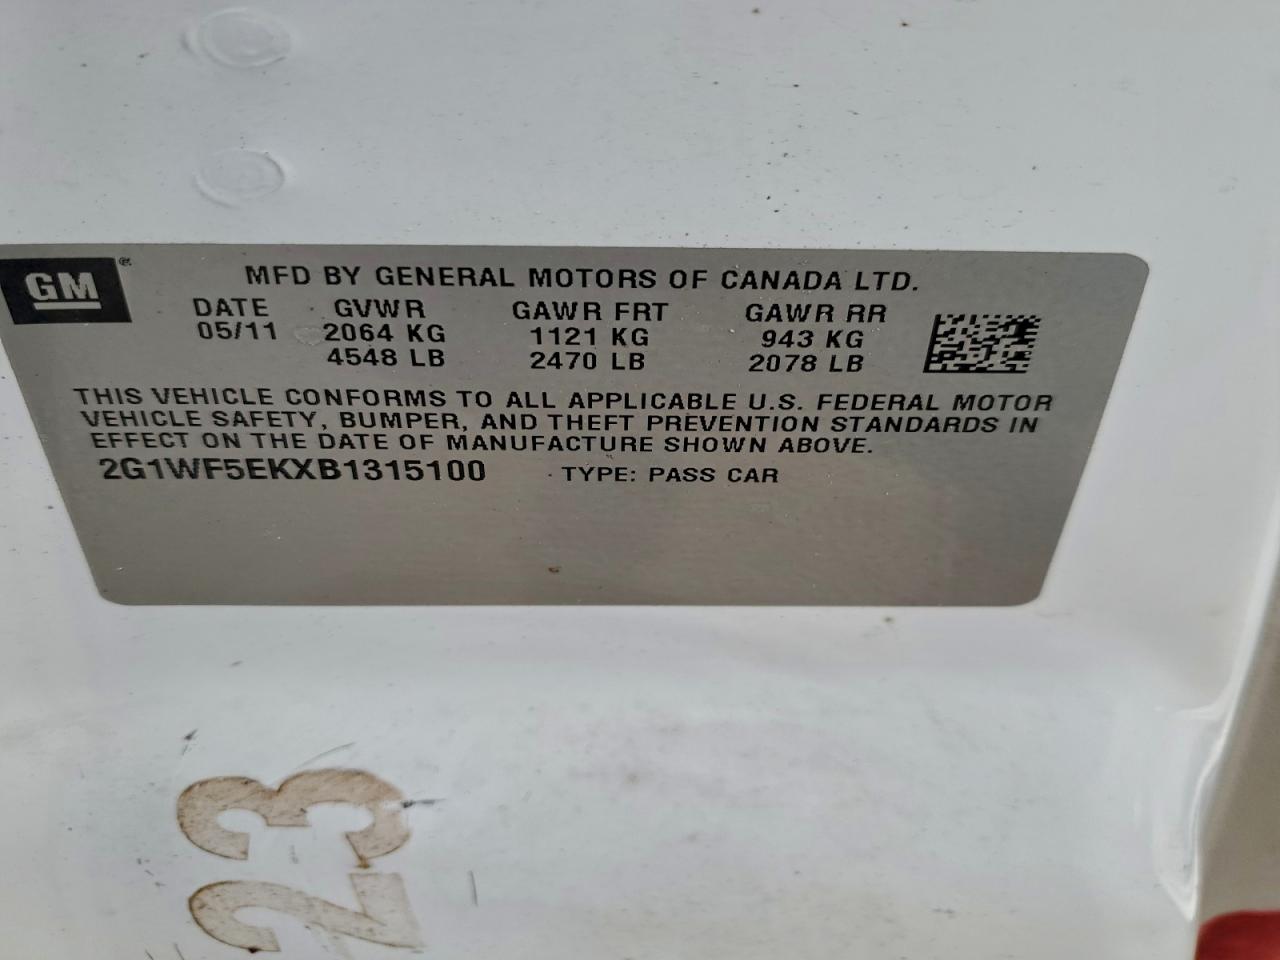 GM®
MFD BY GENERAL MOTORS OF CANADA LTD.
DATE GVWR GAWR FRT GAWR RR
05/11 2064 KG 1121 KG 943 KG
4548 LB 2470 LB 2078 LB
THIS VEHICLE CONFORMS TO ALL APPLICABLE U.S. FEDERAL MOTOR
VEHICLE SAFETY, BUMPER, AND THEFT PREVENTION STANDARDS IN
EFFECT ON THE DATE OF MANUFACTURE SHOWN ABOVE.
2G1WF5EKXB1315100 TYPE: PASS CAR
23